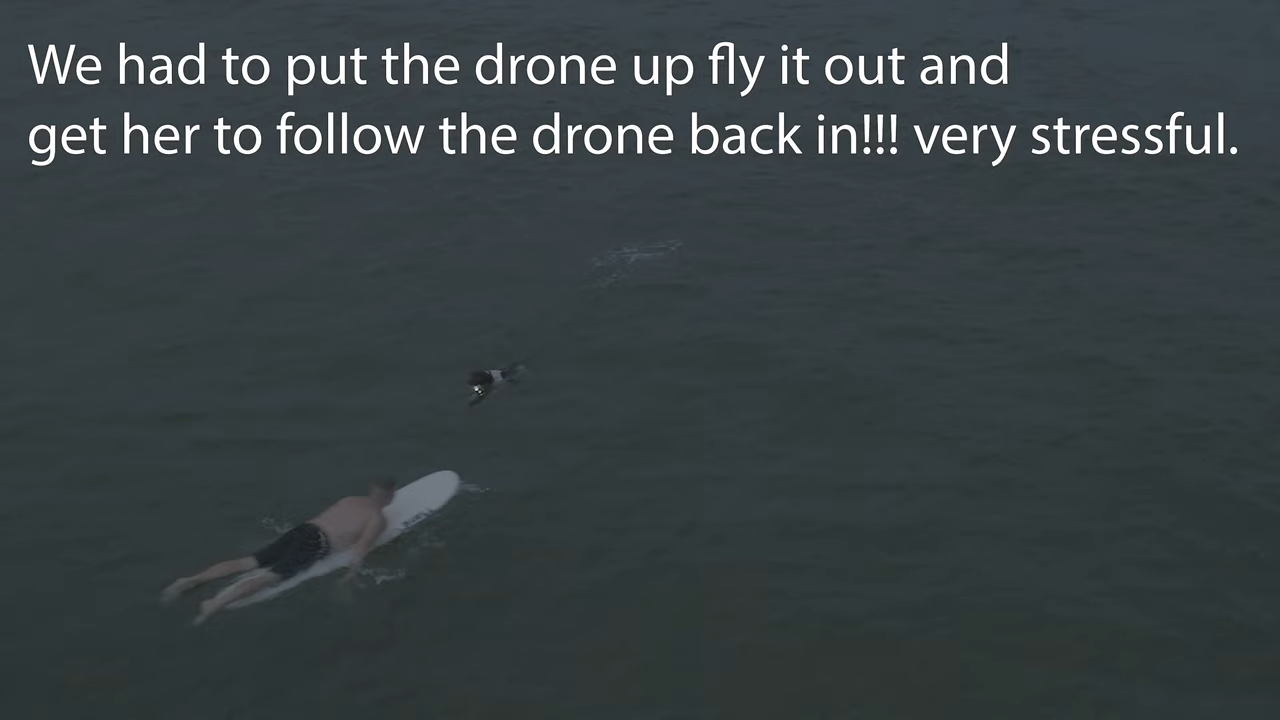 We had to put the drone up fly it out and
get her to follow the drone back in!!! very stressful.